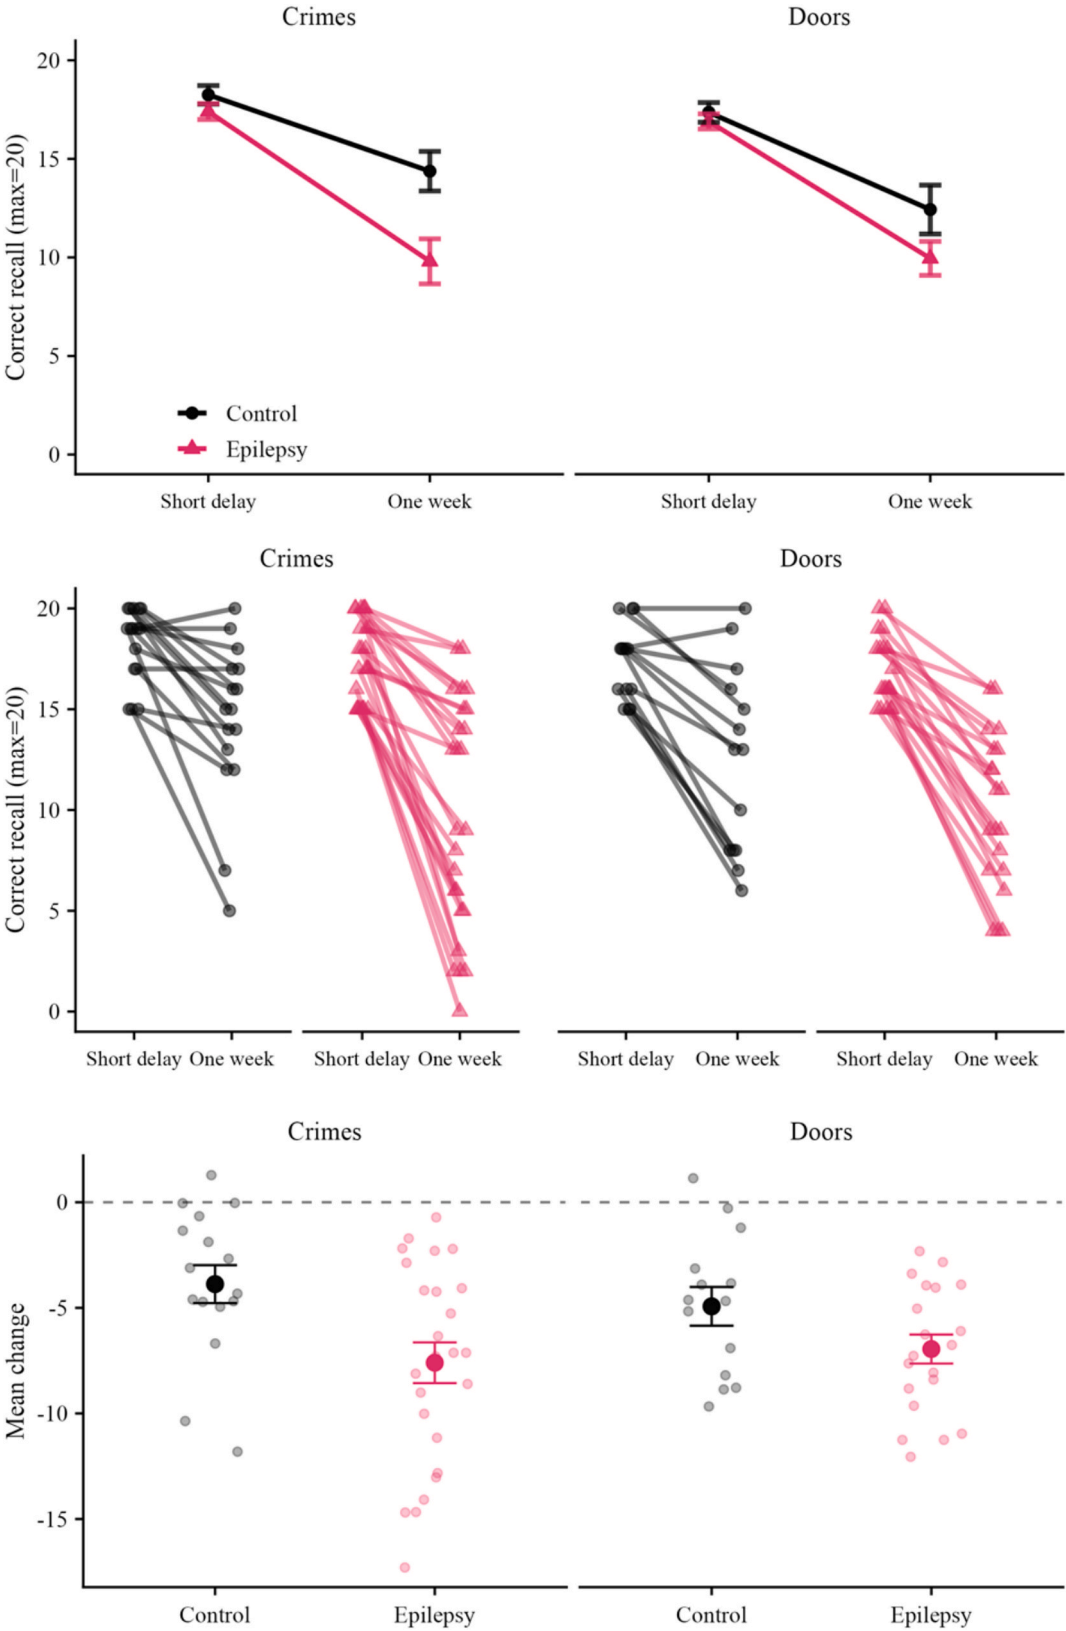 Crimes Doors
20
15
10
5
0
Correct recall (max=20)
Control
Epilepsy
Short delay One week Short delay One week
Crimes Doors
20
15
10
5
0
Correct recall (max=20)
Short delay One week Short delay One week Short delay One week Short delay One week
Crimes Doors
0
-5
-10
-15
Mean change
Control Epilepsy Control Epilepsy